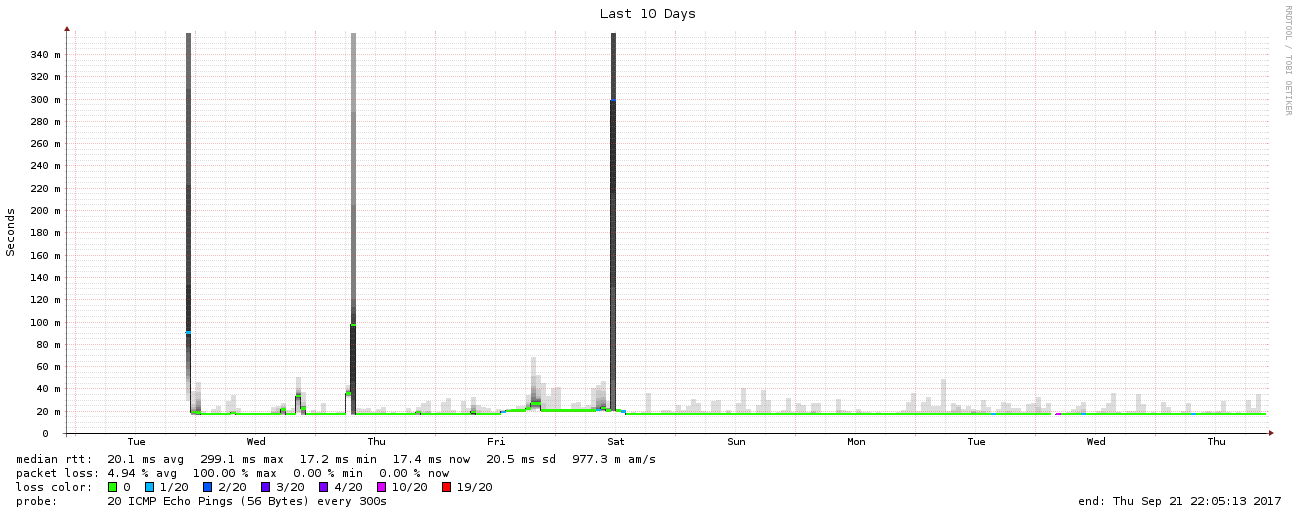 Last 10 Days
RRDTOOL / TOBI OETIKER
Seconds
340 m
320 m
300 m
280 m
260 m
240 m
220 m
200 m
180 m
160 m
140 m
120 m
100 m
80 m
60 m
40 m
20 m
0
Tue Wed Thu Fri Sat Sun Mon Tue Wed Thu
median rtt: 20.1 ms avg 299.1 ms max 17.2 ms min 17.4 ms now 20.5 ms sd 977.3 m am/s
packet loss: 4.94 % avg 100.00 % max 0.00 % min 0.00 % now
loss color: 0 1/20 2/20 3/20 4/20 10/20 19/20
probe: 20 ICMP Echo Pings (56 Bytes) every 300s end: Thu Sep 21 22:05:13 2017